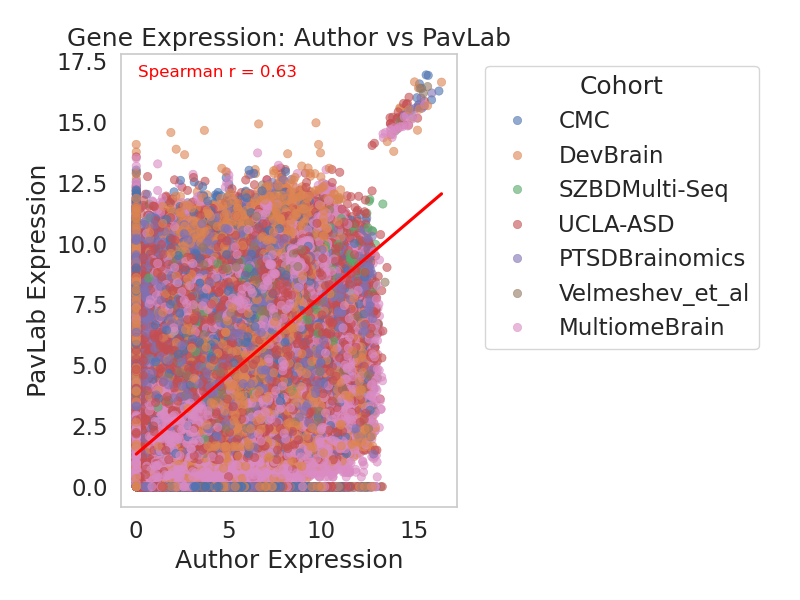 Gene Expression: Author vs PavLab
Spearman r = 0.63
PavLab Expression
17.5
15.0
12.5
10.0
7.5
5.0
2.5
0.0
0
5
10
15
Author Expression
Cohort
CMC
DevBrain
SZBDMulti-Seq
UCLA-ASD
PTSDBrainomics
Velmeshev_et_al
MultiomeBrain